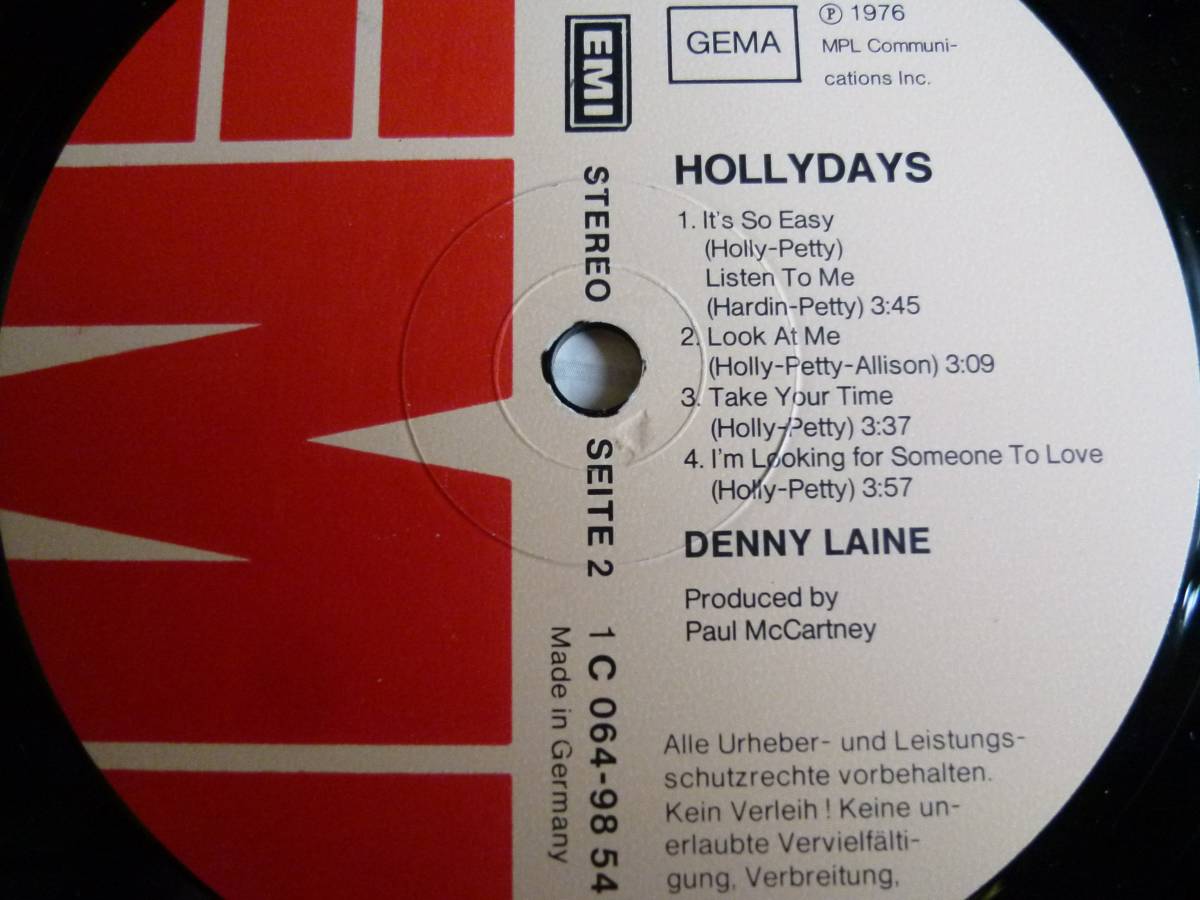 EMI
GEMA
Ⓟ 1976
MPL Communi-
cations Inc.
HOLLYDAYS
1. It's So Easy
(Holly-Petty)
Listen To Me
(Hardin-Petty) 3:45
2. Look At Me
(Holly-Petty-Allison) 3:09
3. Take Your Time
(Holly-Petty) 3:37
4. I'm Looking for Someone To Love
(Holly-Petty) 3:57
DENNY LAINE
Produced by
Paul McCartney
STEREO SEITE 2 1 C 064-98 54
Made in Germany
Alle Urheber- und Leistungs-
schutzrechte vorbehalten.
Kein Verleih! Keine un-
erlaubte Vervielfälti-
gung, Verbreitung,